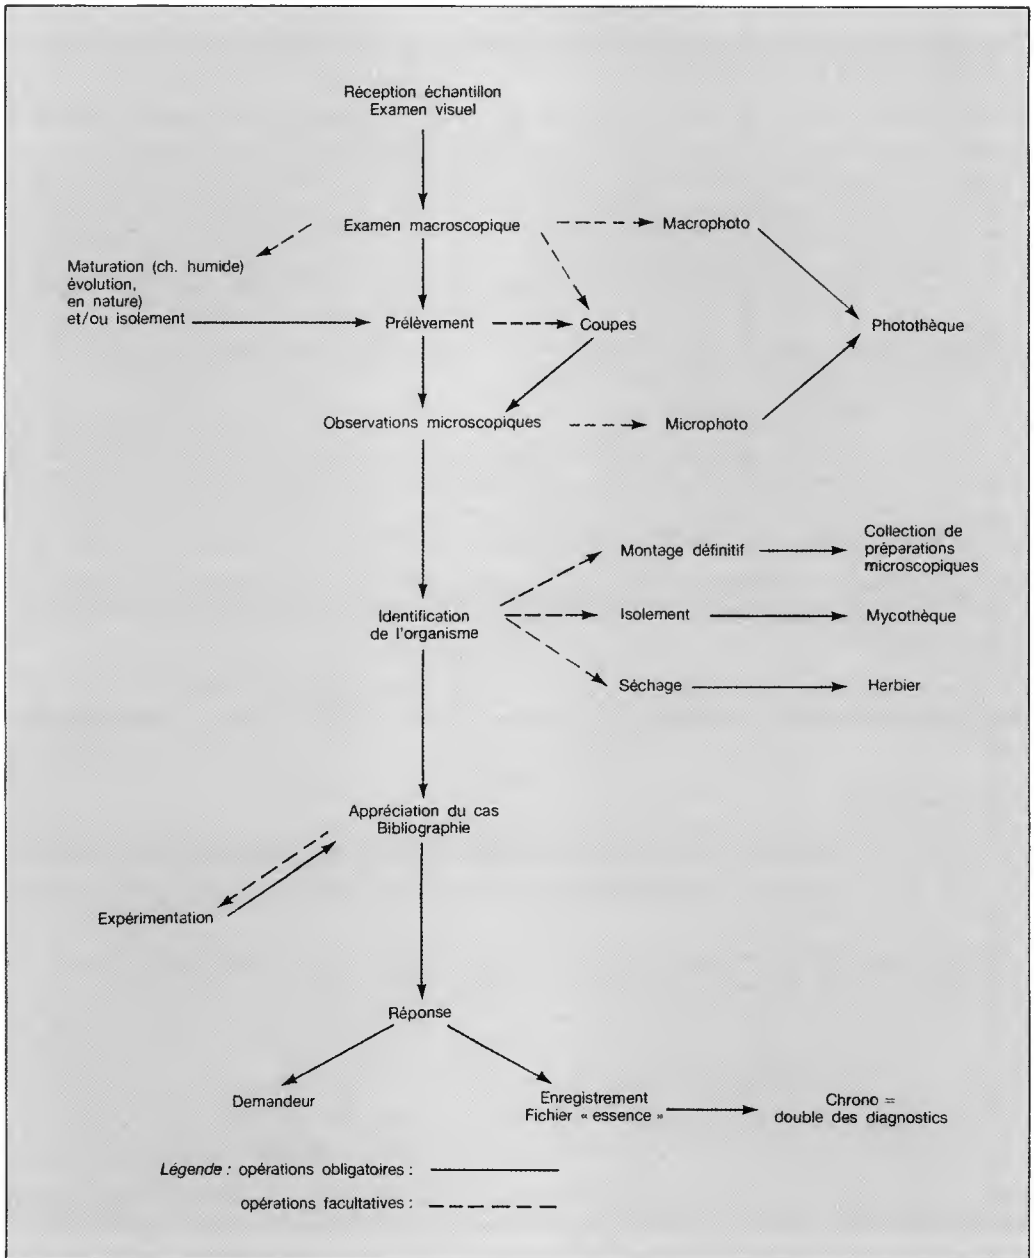 Réception échantillon
Examen visuel
Examen macroscopique
Macrophoto
Maturation (ch. humide)
évolution,
en nature)
et/ou isolement
Prélèvement
Coupes
Photothèque
Observations microscopiques
Microphoto
Montage définitif
Collection de
préparations
microscopiques
Identification
de l'organisme
Isolement
Mycothèque
Séchage
Herbier
Appréciation du cas
Bibliographie
Expérimentation
Réponse
Demandeur
Enregistrement
Fichier « essence »
Chrono =
double des diagnostics
Légende : opérations obligatoires :
opérations facultatives :